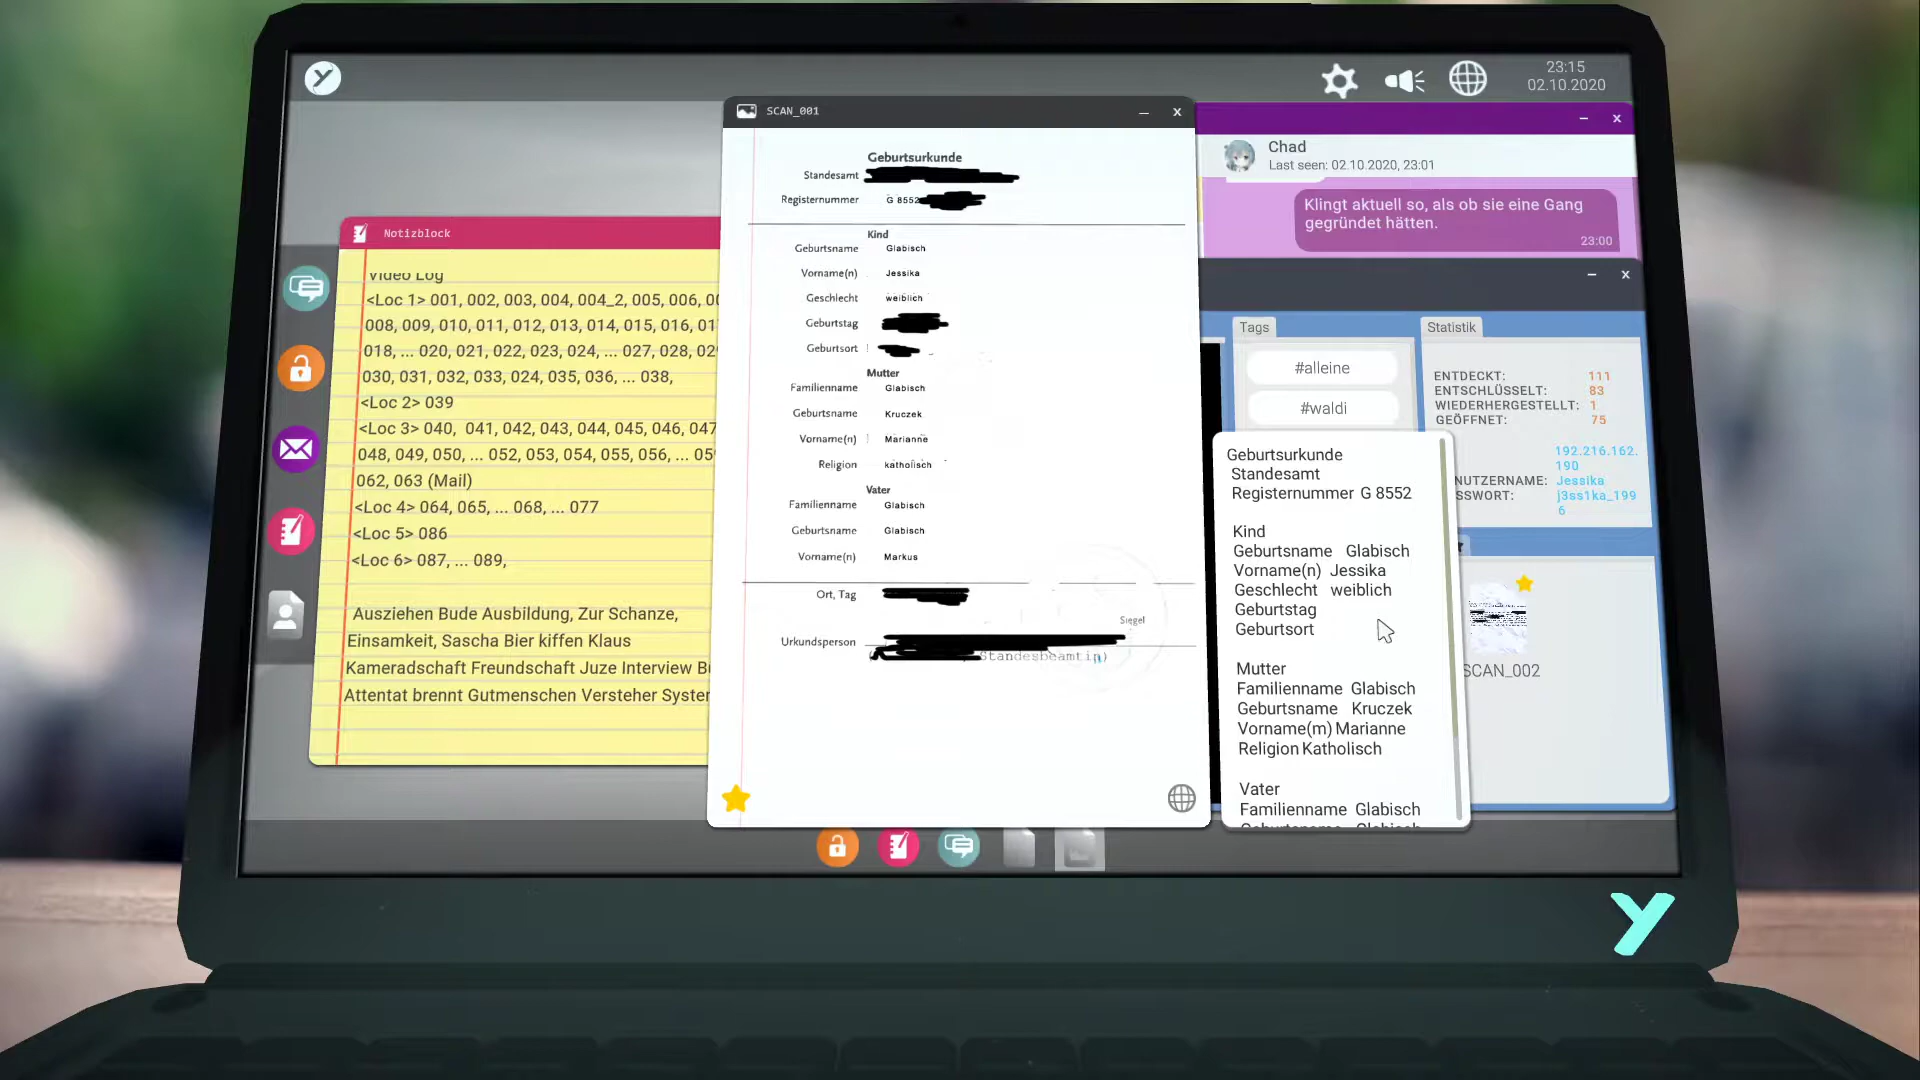 23:15
02.10.2020
SCAN_001
Geburtsurkunde
Standesamt
Registernummer G 8552
Kind
Geburtsname Glabisch
Vorname(n) Jessika
Geschlecht weiblich
Geburtstag
Geburtsort
Mutter
Familienname Glabisch
Geburtsname Kruczek
Vorname(n) Marianne
Religion katholisch
Vater
Familienname Glabisch
Geburtsname Glabisch
Vorname(n) Markus
Ort, Tag
Siegel
Urkundsperson
Standesbeamtin)
Notizblock
Video Log
<Loc 1> 001, 002, 003, 004, 004_2, 005, 006,
008, 009, 010, 011, 012, 013, 014, 015, 016,
018, ... 020, 021, 022, 023, 024, ... 027, 028,
030, 031, 032, 033, 024, 035, 036, ... 038,
<Loc 2> 039
<Loc 3> 040, 041, 042, 043, 044, 045, 046, 047
048, 049, 050, ... 052, 053, 054, 055, 056, ...
062, 063 (Mail)
<Loc 4> 064, 065, ... 068, ... 077
<Loc 5> 086
<Loc 6> 087, ... 089,
Ausziehen Bude Ausbildung, Zur Schanze,
Einsamkeit, Sascha Bier kiffen Klaus
Kameradschaft Freundschaft Juze Interview
Attentat brennt Gutmenschen Versteher
Chad
Last seen: 02.10.2020, 23:01
Klingt aktuell so, als ob sie eine Gang
gegründet hätten.
23:00
Tags
#alleine
#waldi
Statistik
ENTDECKT: 111
ENTSCHLÜSSELT: 83
WIEDERHERGESTELLT: 1
GEÖFFNET: 75
192.216.162.
190
NUTZERNAME: Jessika
SSWORT: j3ss1ka_199
6
SCAN_002
Geburtsurkunde
Standesamt
Registernummer G 8552
Kind
Geburtsname Glabisch
Vorname(n) Jessika
Geschlecht weiblich
Geburtstag
Geburtsort
Mutter
Familienname Glabisch
Geburtsname Kruczek
Vorname(m) Marianne
Religion Katholisch
Vater
Familienname Glabisch